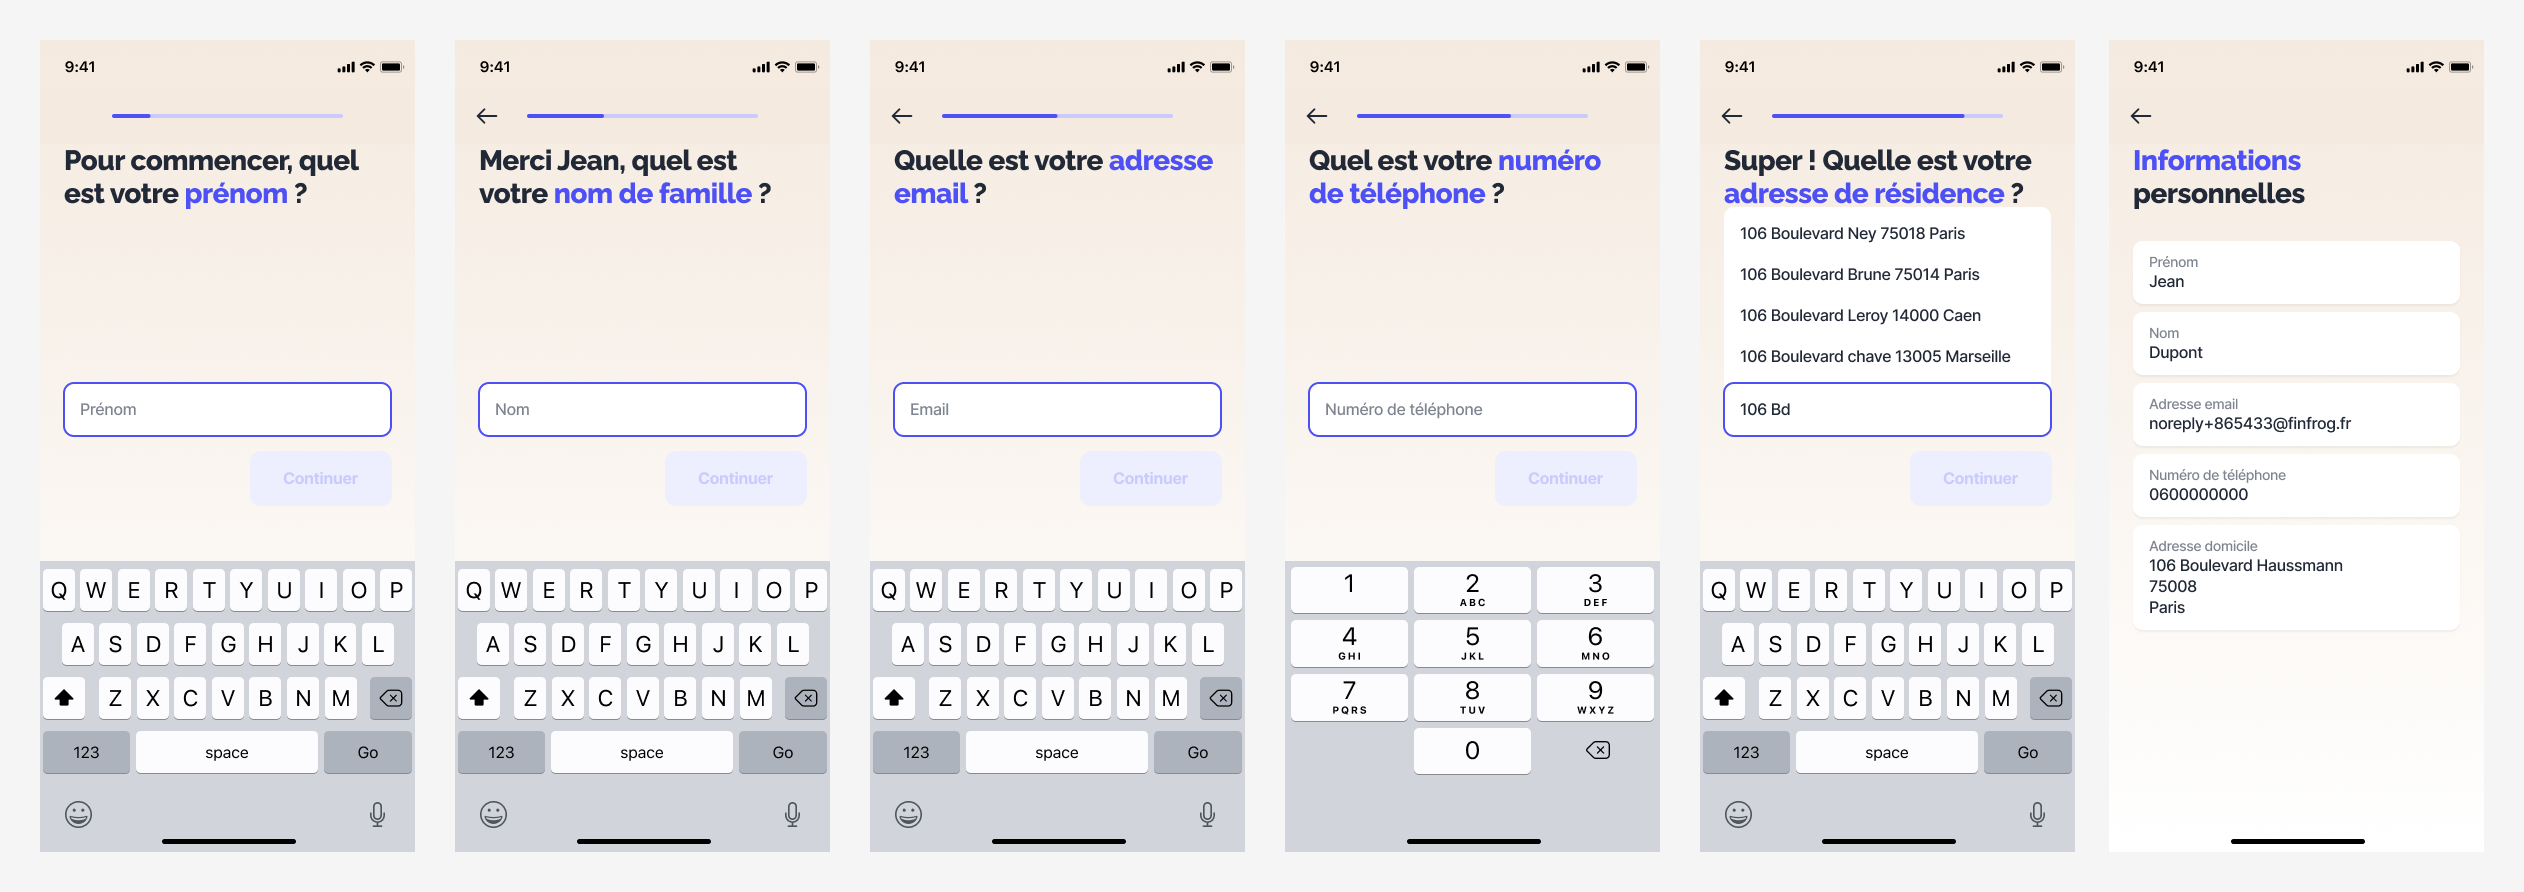 9:41
Pour commencer, quel
est votre prénom ?
Prénom
Continuer
Q W E R T Y U I O P
A S D F G H J K L
Z X C V B N M
123 space Go
9:41
Merci Jean, quel est
votre nom de famille ?
Nom
Continuer
Q W E R T Y U I O P
A S D F G H J K L
Z X C V B N M
123 space Go
9:41
Quelle est votre adresse
email ?
Email
Continuer
Q W E R T Y U I O P
A S D F G H J K L
Z X C V B N M
123 space Go
9:41
Quel est votre numéro
de téléphone ?
Numéro de téléphone
Continuer
1 2 3
ABC DEF
4 5 6
GHI JKL MNO
7 8 9
PQRS TUV WXYZ
0
9:41
Super ! Quelle est votre
adresse de résidence ?
106 Boulevard Ney 75018 Paris
106 Boulevard Brune 75014 Paris
106 Boulevard Leroy 14000 Caen
106 Boulevard chave 13005 Marseille
106 Bd
Continuer
Q W E R T Y U I O P
A S D F G H J K L
Z X C V B N M
123 space Go
9:41
Informations
personnelles
Prénom
Jean
Nom
Dupont
Adresse email
noreply+865433@finfrog.fr
Numéro de téléphone
0600000000
Adresse domicile
106 Boulevard Haussmann
75008
Paris